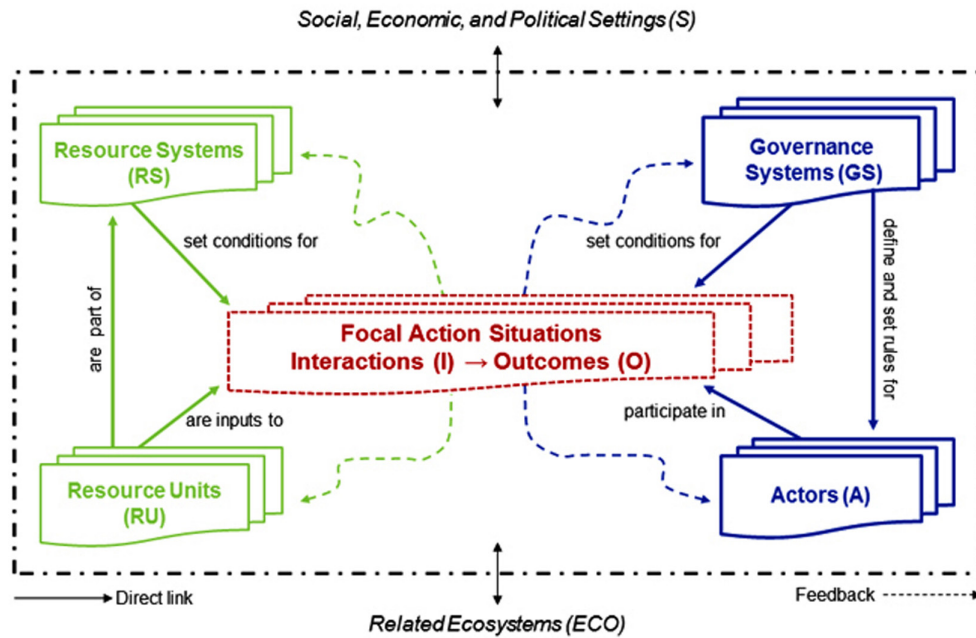 Social, Economic, and Political Settings (S)
Resource Systems
(RS)
Governance
Systems (GS)
set conditions for
set conditions for
are part of
define and set rules for
Focal Action Situations
Interactions (I) → Outcomes (O)
are inputs to
participate in
Resource Units
(RU)
Actors (A)
Direct link
Feedback
Related Ecosystems (ECO)